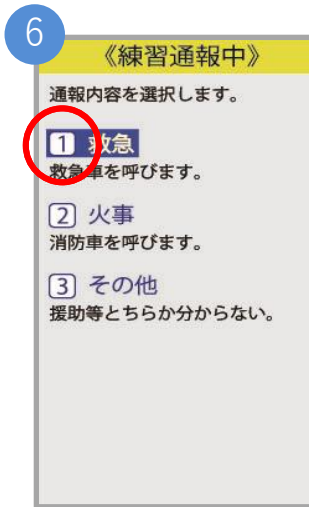 6
《練習通報中》
通報内容を選択します。
1 救急
救急車を呼びます。
2 火事
消防車を呼びます。
3 その他
援助等とちらか分からない。